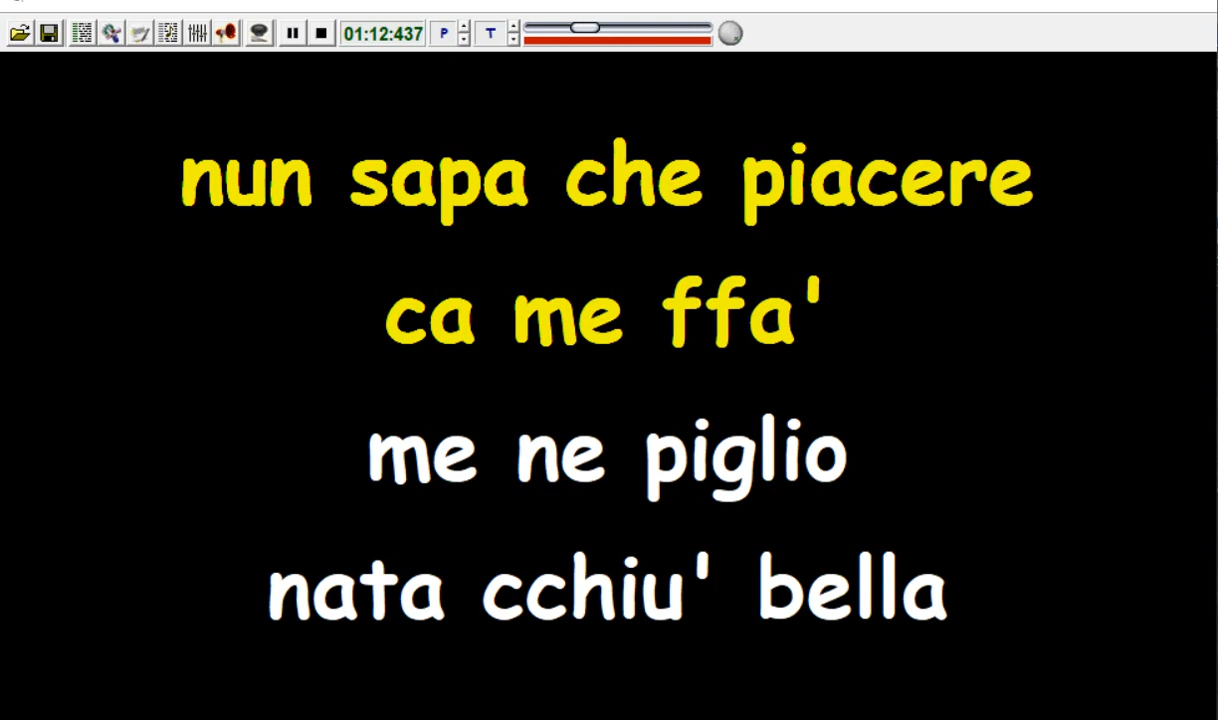 01:12:437 P T
nun sapa che piacere
ca me ffa'
me ne piglio
nata cchiu' bella